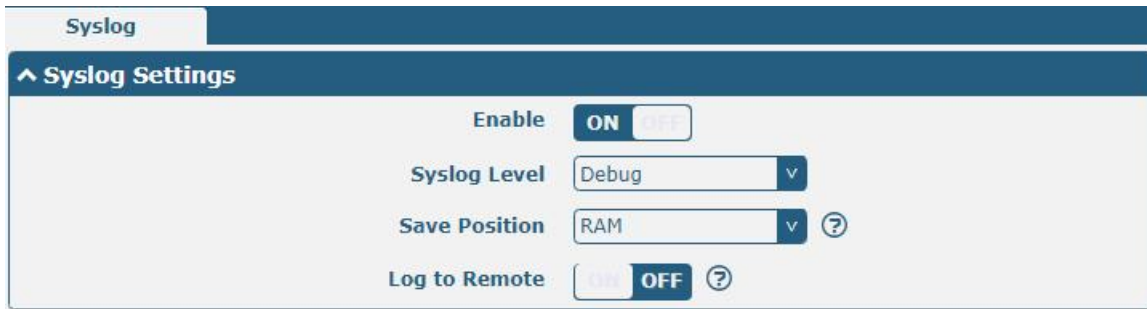 Syslog
Syslog Settings
Enable ON OFF
Syslog Level Debug
Save Position RAM ?
Log to Remote ON OFF ?